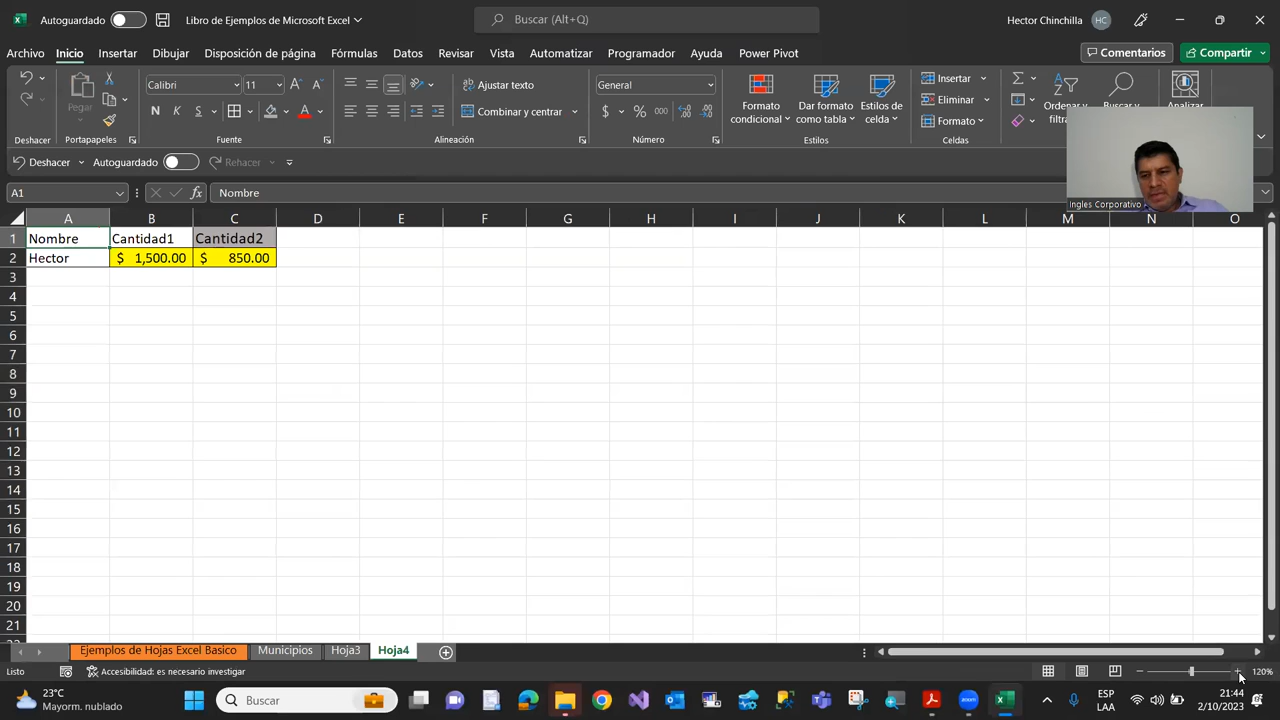 Autoguardado
Libro de Ejemplos de Microsoft Excel
Buscar (Alt+Q)
Hector Chinchilla
HC
Archivo Inicio Insertar Dibujar Disposición de página Fórmulas Datos Revisar Vista Automatizar Programador Ayuda Power Pivot
Comentarios
Compartir
Pegar
Deshacer
Portapapeles
Calibri
11
N K S
Fuente
Ajustar texto
Combinar y centrar
Alineación
General
$ % 000
Número
Formato condicional
Dar formato como tabla
Estilos de celda
Estilos
Insertar
Eliminar
Formato
Celdas
Ordenar y
filtra
Buscar y
Analizar
Ingles Corporativo
Deshacer
Autoguardado
Rehacer
A1
fx
Nombre
A B C D E F G H I J K L M N O
1 Nombre Cantidad1 Cantidad2
2 Hector $ 1,500.00 $ 850.00
3
4
5
6
7
8
9
10
11
12
13
14
15
16
17
18
19
20
21
Ejemplos de Hojas Excel Basico Municipios Hoja3 Hoja4
Listo
Accesibilidad: es necesario investigar
120%
23°C
Mayorm. nublado
Buscar
zoom
ESP
LAA
21:44
2/10/2023